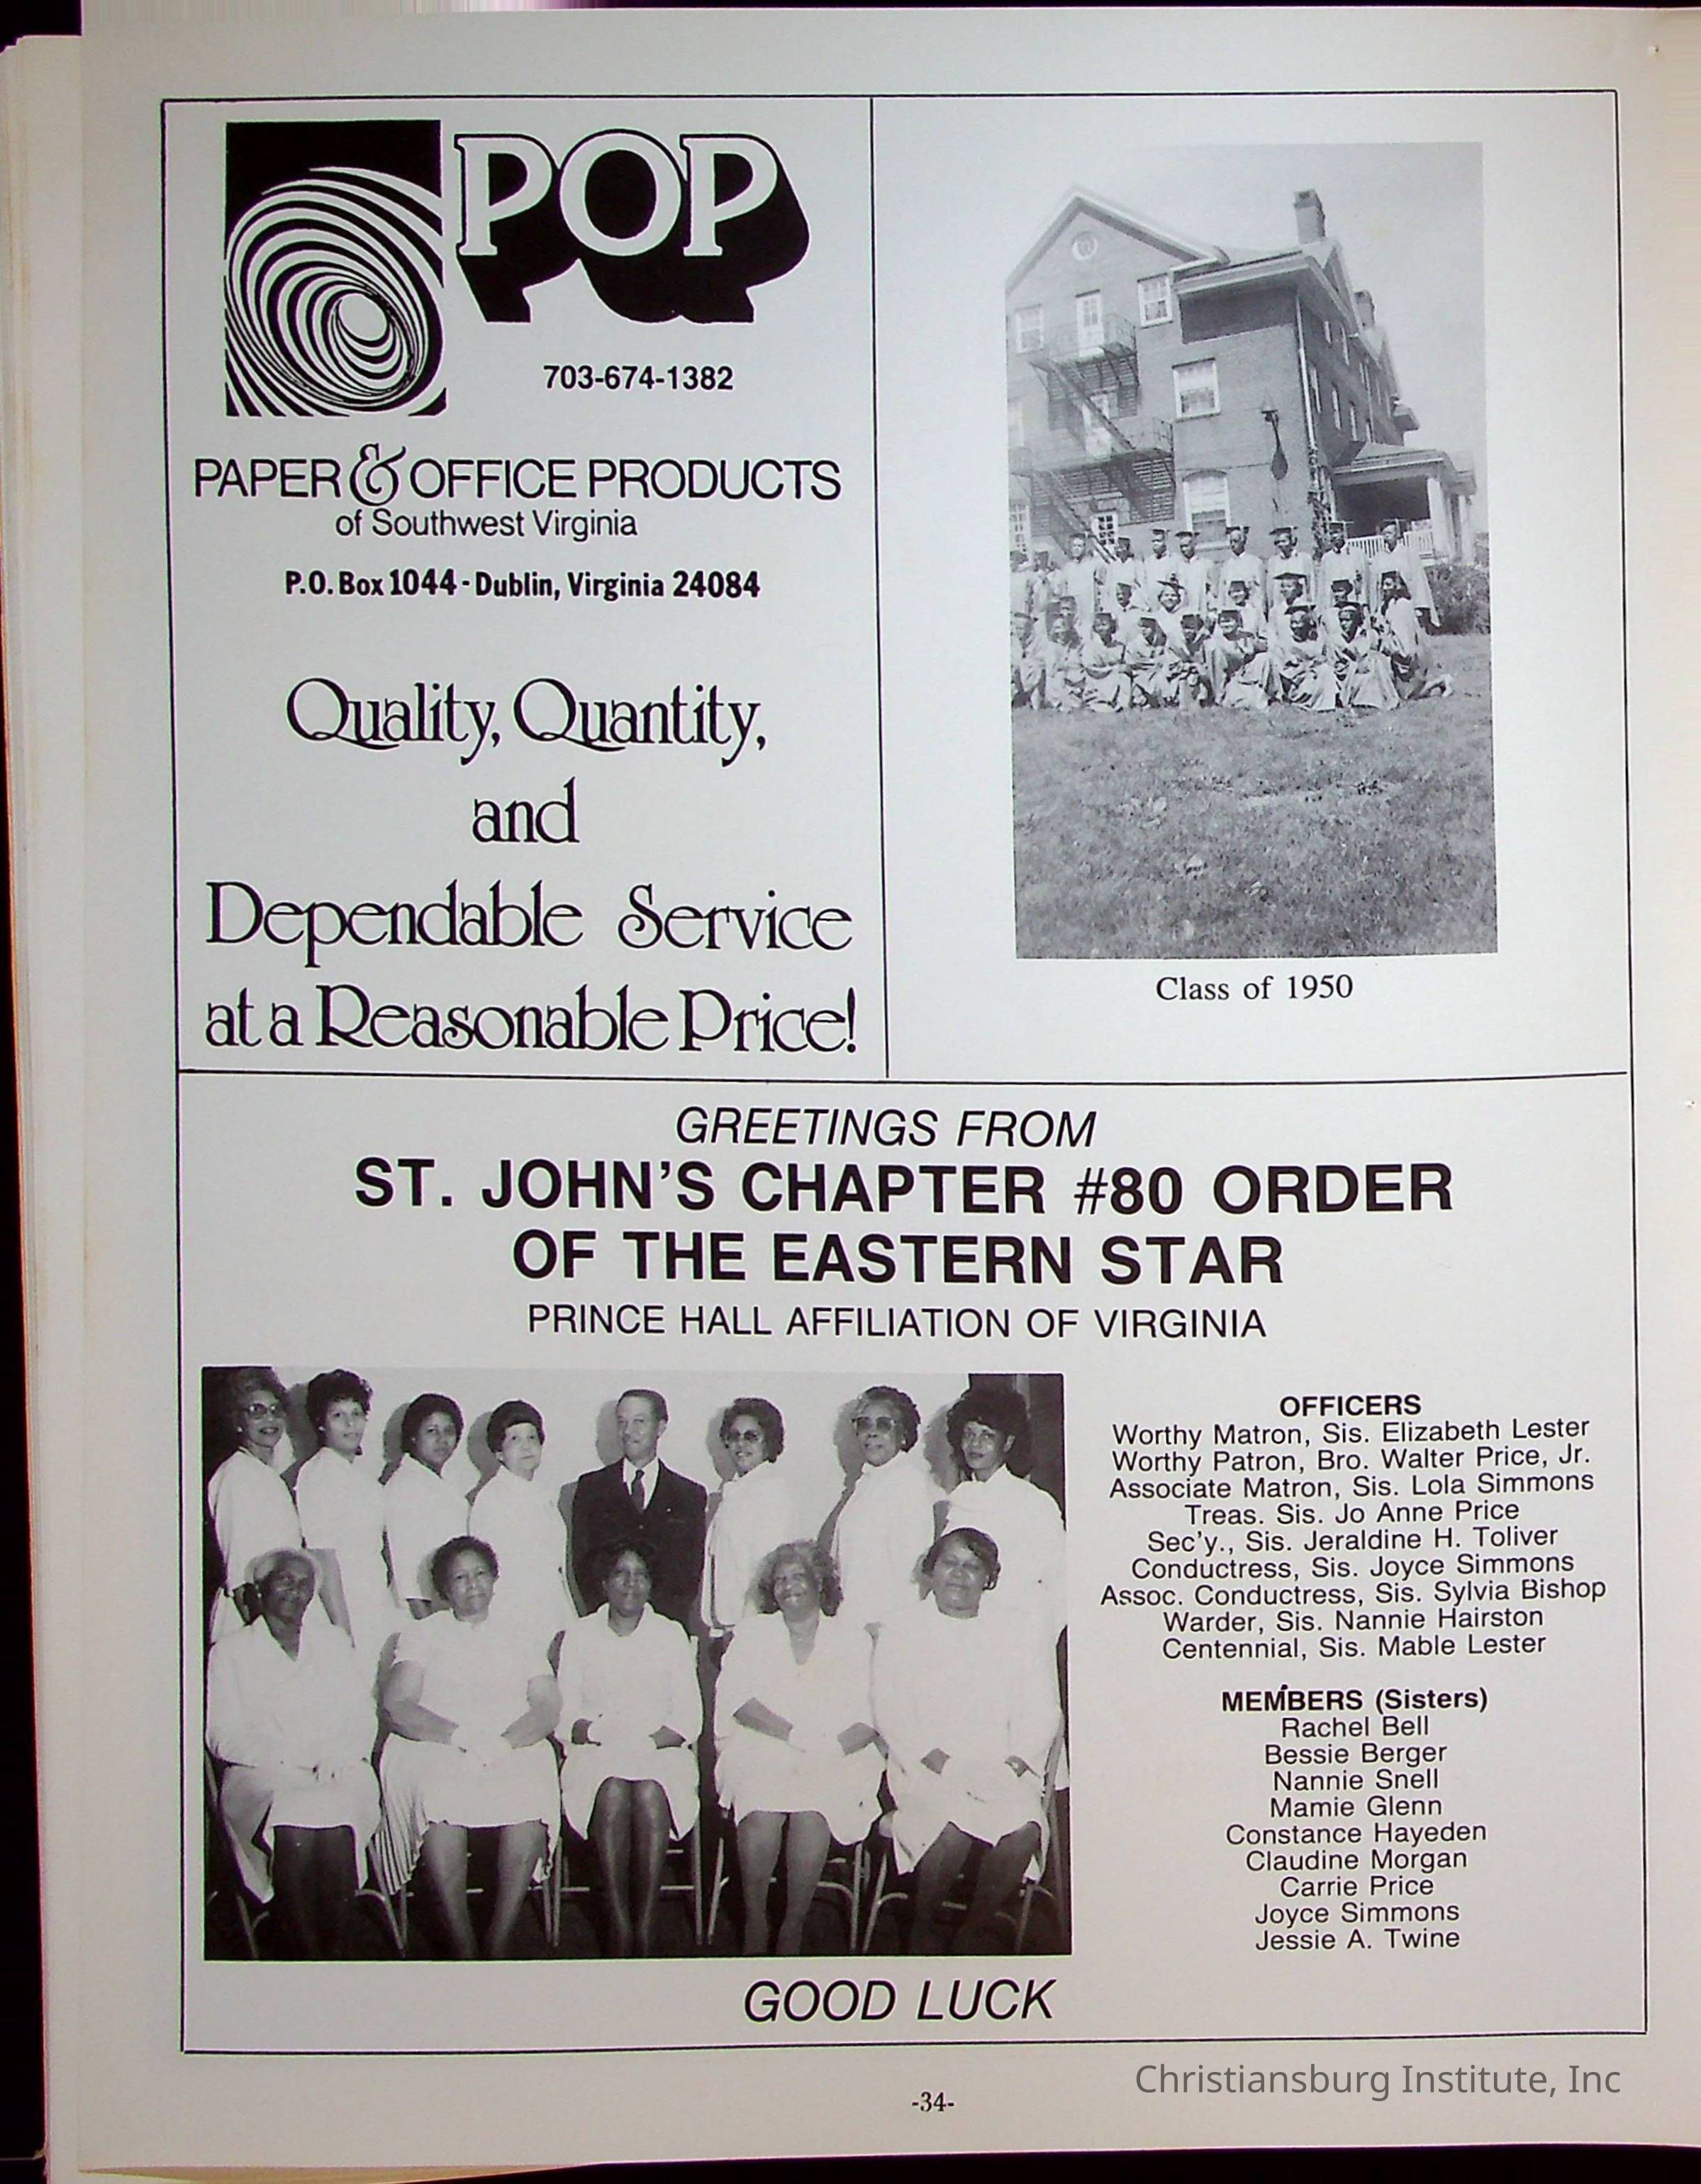 POP
703-674-1382
PAPER & OFFICE PRODUCTS
of Southwest Virginia
P.O. Box 1044 - Dublin, Virginia 24084
Quality, Quantity,
and
Dependable Service
at a Reasonable Price!
Class of 1950
GREETINGS FROM
ST. JOHN'S CHAPTER #80 ORDER
OF THE EASTERN STAR
PRINCE HALL AFFILIATION OF VIRGINIA
OFFICERS
Worthy Matron, Sis. Elizabeth Lester
Worthy Patron, Bro. Walter Price, Jr.
Associate Matron, Sis. Lola Simmons
Treas. Sis. Jo Anne Price
Sec'y., Sis. Jeraldine H. Toliver
Conductress, Sis. Joyce Simmons
Assoc. Conductress, Sis. Sylvia Bishop
Warder, Sis. Nannie Hairston
Centennial, Sis. Mable Lester
MEMBERS (Sisters)
Rachel Bell
Bessie Berger
Nannie Snell
Mamie Glenn
Constance Hayeden
Claudine Morgan
Carrie Price
Joyce Simmons
Jessie A. Twine
GOOD LUCK
Christiansburg Institute, Inc
-34-